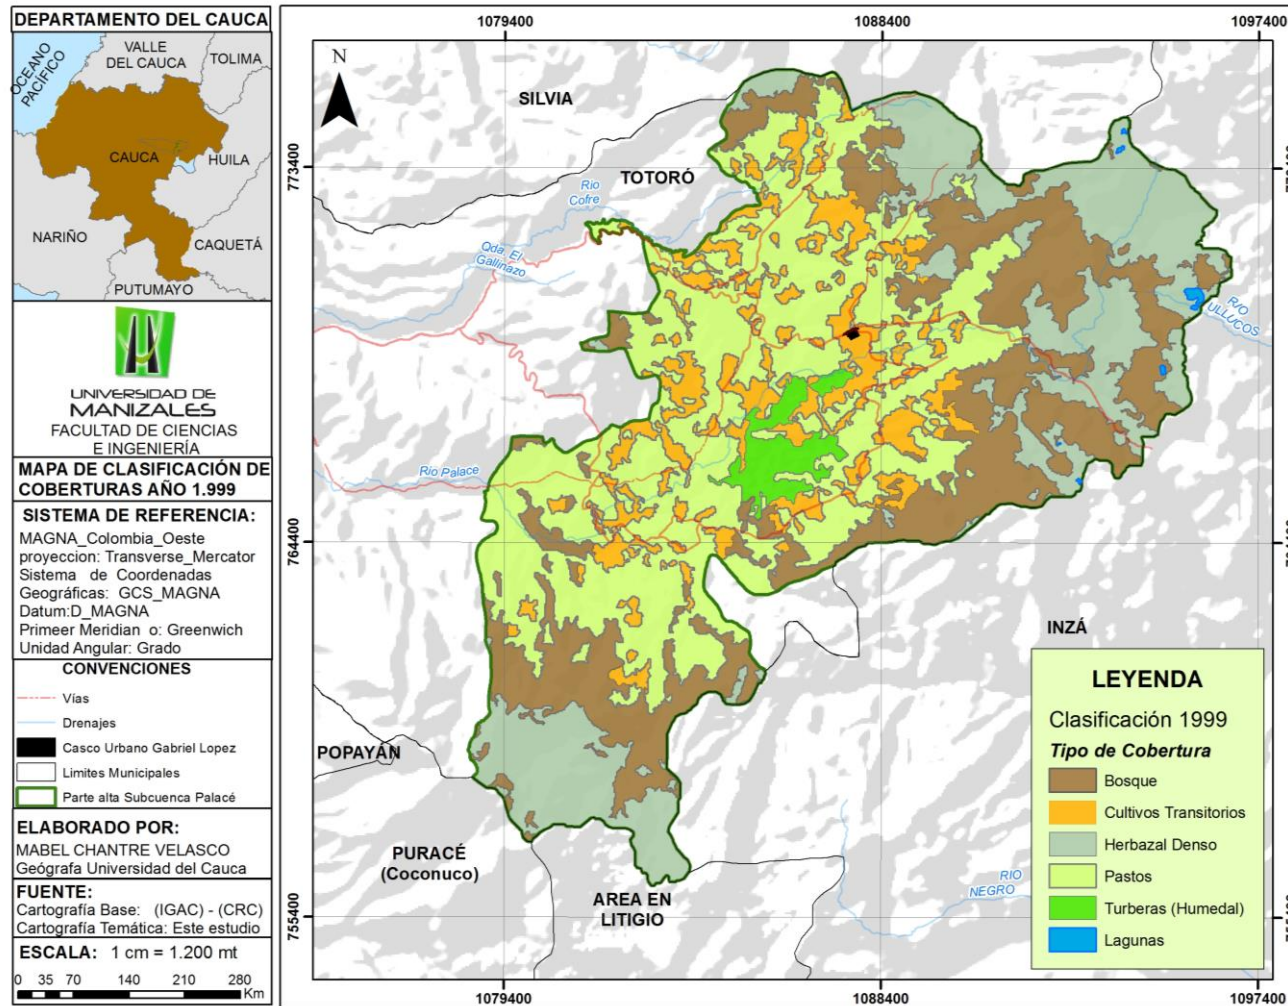 DEPARTAMENTO DEL CAUCA
OCEANO
PACÍFICO
VALLE
DEL CAUCA
TOLIMA
CAUCA
HUILA
NARIÑO
CAQUETÁ
PUTUMAYO
UNIVERSIDAD DE
MANIZALES
FACULTAD DE CIENCIAS
E INGENIERÍA
MAPA DE CLASIFICACIÓN DE
COBERTURAS AÑO 1.999
SISTEMA DE REFERENCIA:
MAGNA_Colombia_Oeste
proyeccion: Transverse_Mercator
Sistema de Coordenadas
Geográficas: GCS_MAGNA
Datum:D_MAGNA
Primeer Meridian o: Greenwich
Unidad Angular: Grado
CONVENCIONES
Vías
Drenajes
Casco Urbano Gabriel Lopez
Limites Municipales
Parte alta Subcuenca Palacé
ELABORADO POR:
MABEL CHANTRE VELASCO
Geógrafa Universidad del Cauca
FUENTE:
Cartografía Base: (IGAC) - (CRC)
Cartografía Temática: Este estudio
ESCALA: 1 cm = 1.200 mt
0 35 70 140 210 280
Km
1079400 1088400 1097400
N
SILVIA
773400
TOTORÓ
Rio
Cofre
Qda. El
Gallinazo
RIO
ULLUCOS
Rio Palace
764400
INZÁ
POPAYÁN
PURACÉ
(Coconuco)
AREA EN
LITIGIO
RIO
NEGRO
755400
LEYENDA
Clasificación 1999
Tipo de Cobertura
Bosque
Cultivos Transitorios
Herbazal Denso
Pastos
Turberas (Humedal)
Lagunas
1079400 1088400 1097400